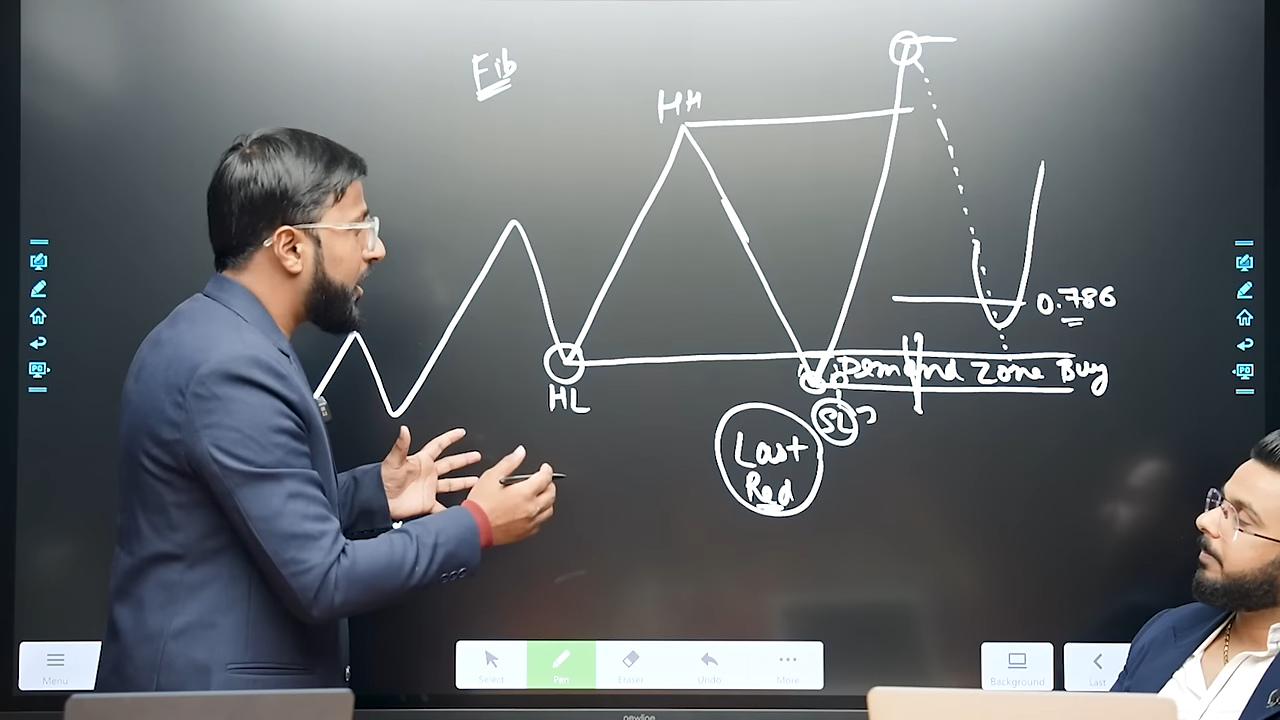 Fib
HH
0.786
Demand Zone Buy
HL
SL
Last
Red
Menu
Select
Pen
Eraser
Undo
More
Background
Last
newline